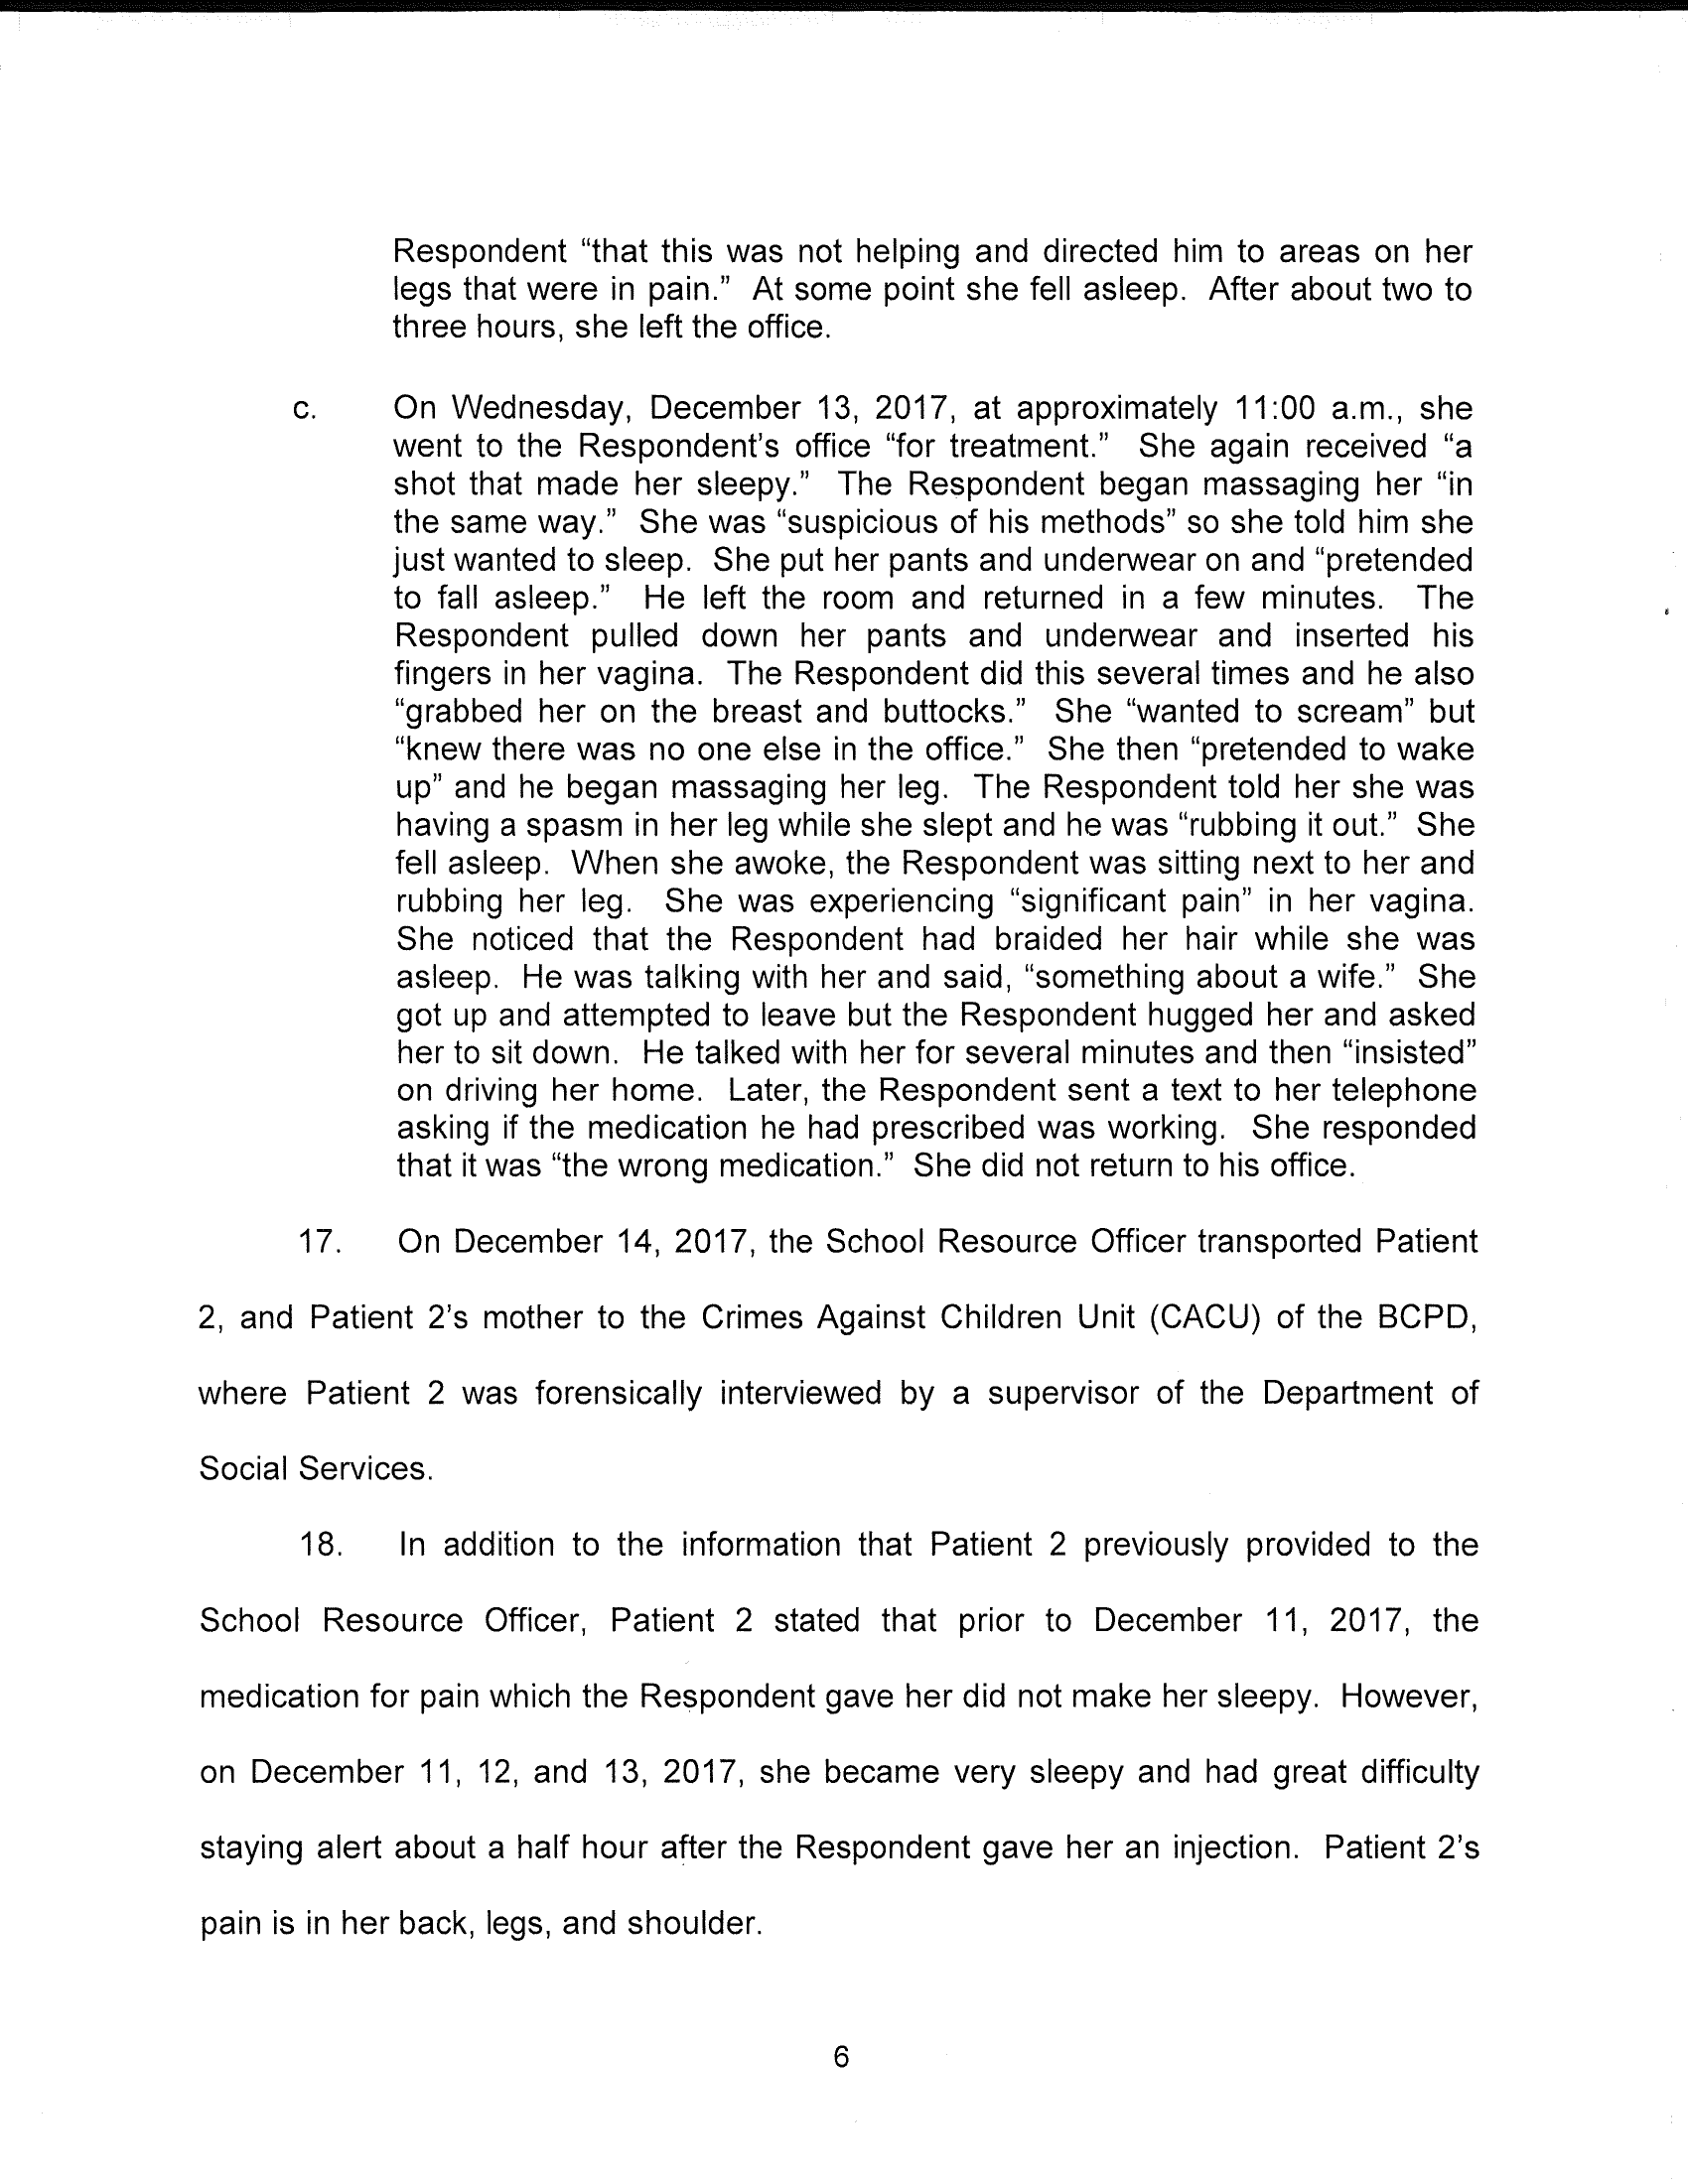 Respondent “that this was not helping and directed him to areas on her
legs that were in pain.” At some point she fell asleep. After about two to
three hours, she left the office.
c. On Wednesday, December 13, 2017, at approximately 11:00 a.m., she
went to the Respondent’s office “for treatment.” She again received “a
shot that made her sleepy.” The Respondent began massaging her “in
the same way.” She was “suspicious of his methods” so she told him she
just wanted to sleep. She put her pants and underwear on and “pretended
to fall asleep.” He left the room and returned in a few minutes. The
Respondent pulled down her pants and underwear and inserted his
fingers in her vagina. The Respondent did this several times and he also
“grabbed her on the breast and buttocks.” She “wanted to scream” but
“knew there was no one else in the office.” She then “pretended to wake
up” and he began massaging her leg. The Respondent told her she was
having a spasm in her leg while she slept and he was “rubbing it out.” She
fell asleep. When she awoke, the Respondent was sitting next to her and
rubbing her leg. She was experiencing “significant pain” in her vagina.
She noticed that the Respondent had braided her hair while she was
asleep. He was talking with her and said, “something about a wife.” She
got up and attempted to leave but the Respondent hugged her and asked
her to sit down. He talked with her for several minutes and then “insisted”
on driving her home. Later, the Respondent sent a text to her telephone
asking if the medication he had prescribed was working. She responded
that it was “the wrong medication.” She did not return to his office.
17. On December 14, 2017, the School Resource Officer transported Patient
2, and Patient 2’s mother to the Crimes Against Children Unit (CACU) of the BCPD,
where Patient 2 was forensically interviewed by a supervisor of the Department of
Social Services.
18. In addition to the information that Patient 2 previously provided to the
School Resource Officer, Patient 2 stated that prior to December 11, 2017, the
medication for pain which the Respondent gave her did not make her sleepy. However,
on December 11, 12, and 13, 2017, she became very sleepy and had great difficulty
staying alert about a half hour after the Respondent gave her an injection. Patient 2’s
pain is in her back, legs, and shoulder.
6